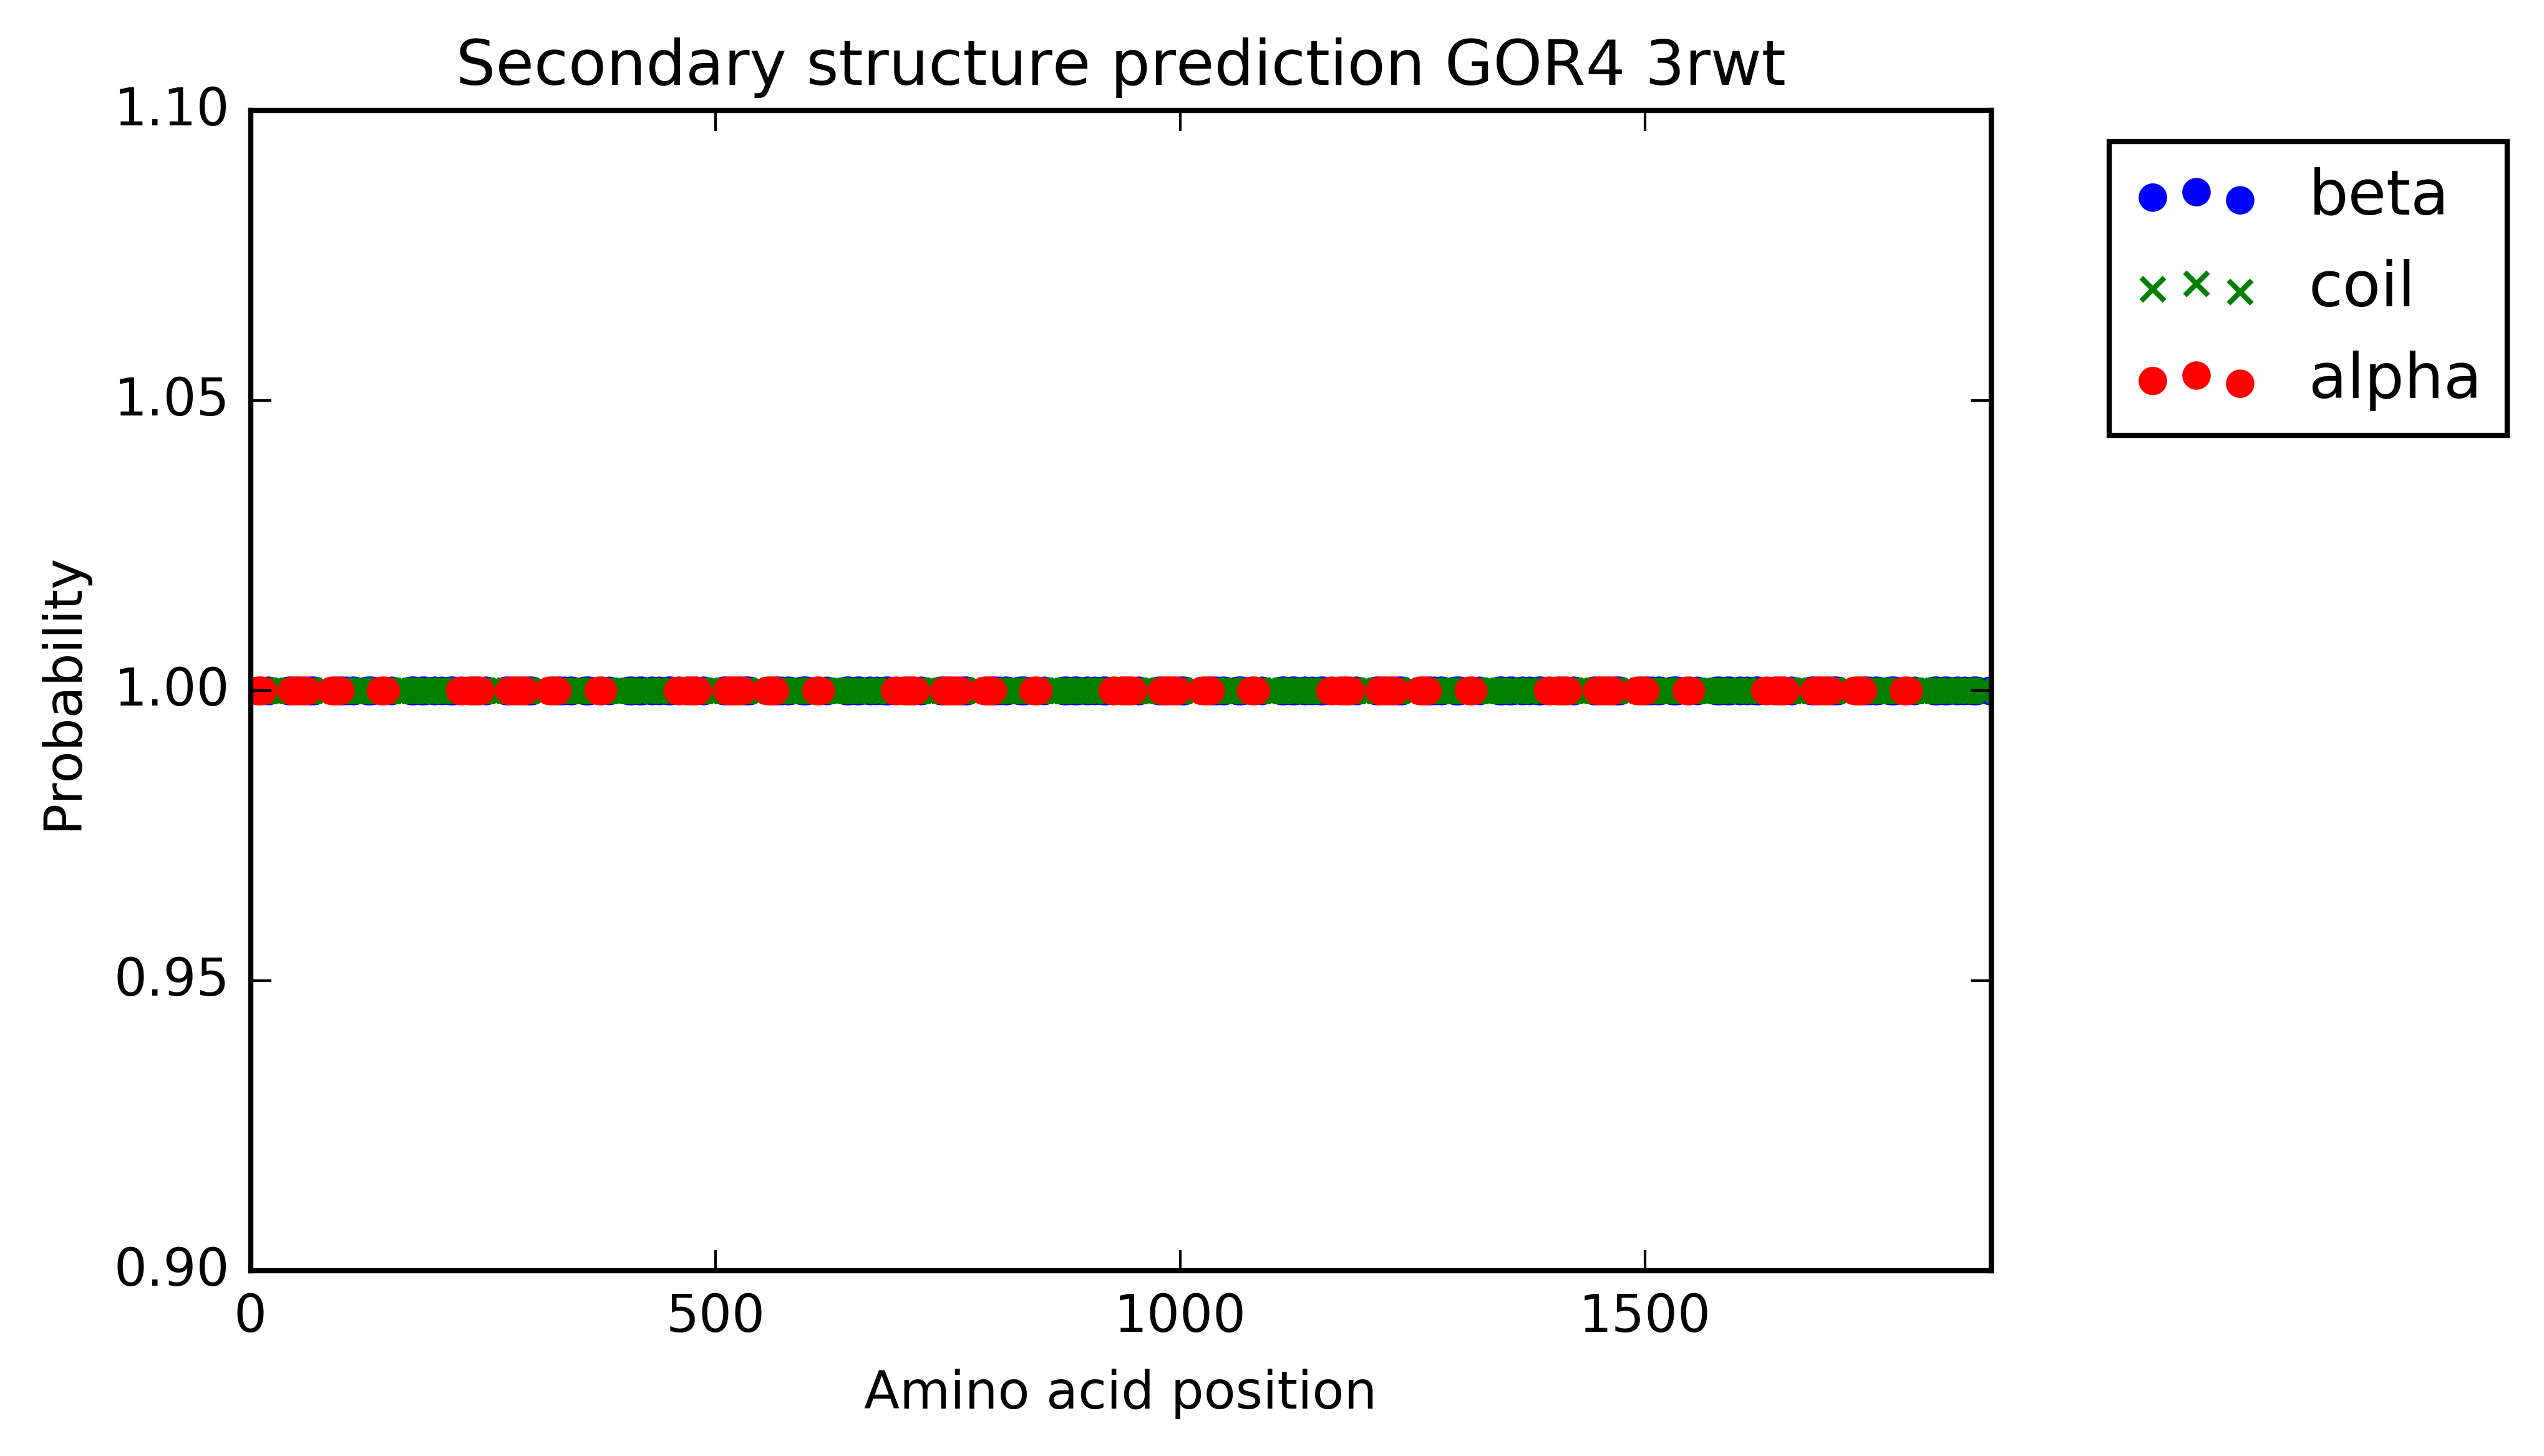 Secondary structure prediction GOR4 3rwt
1.10
1.05
1.00
0.95
0.90
Probability
0 500 1000 1500
Amino acid position
beta
coil
alpha